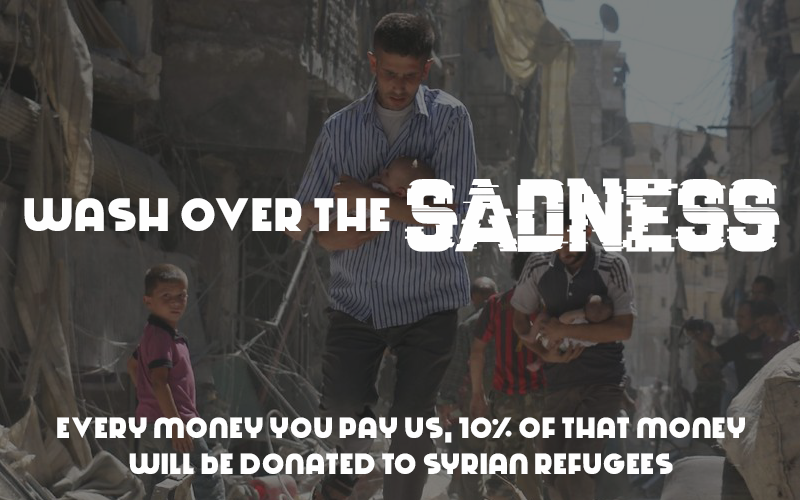 WASH OVER THE SADNESS
EVERY MONEY YOU PAY US, 10% OF THAT MONEY
WILL BE DONATED TO SYRIAN REFUGEES